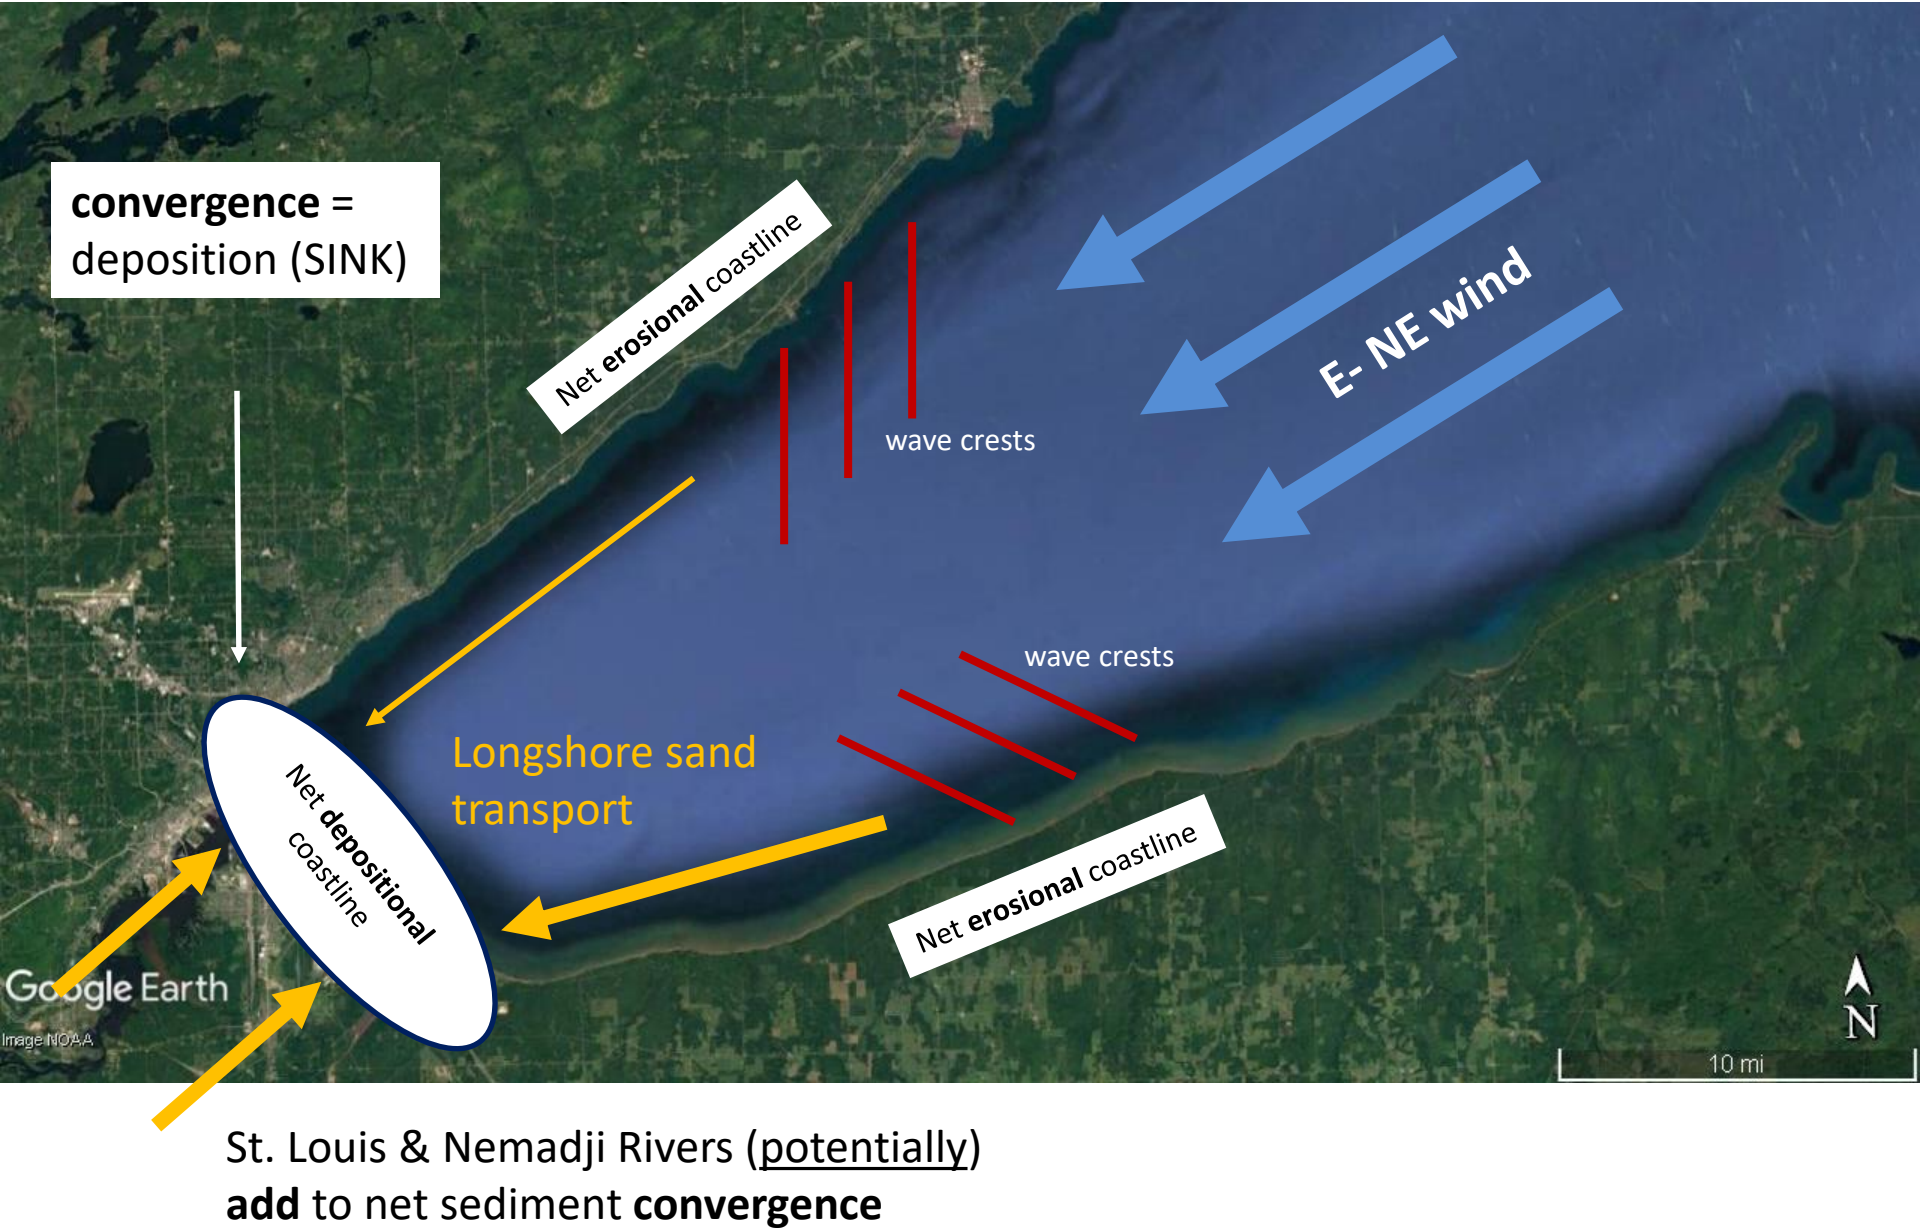 convergence =
deposition (SINK)
Net erosional coastline
E- NE wind
wave crests
wave crests
Longshore sand
transport
Net depositional
coastline
Net erosional coastline
Google Earth
Image NOAA
N
10 mi
St. Louis & Nemadji Rivers (potentially)
add to net sediment convergence